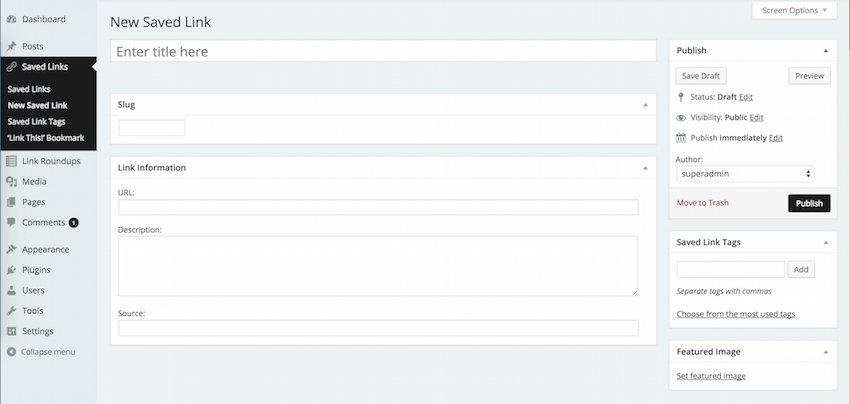 Screen Options
Dashboard
Posts
Saved Links
Saved Links
New Saved Link
Saved Link Tags
‘Link This!’ Bookmark
Link Roundups
Media
Pages
Comments 1
Appearance
Plugins
Users
Tools
Settings
Collapse menu
New Saved Link
Enter title here
Slug
Link Information
URL:
Description:
Source:
Publish
Save Draft Preview
Status: Draft Edit
Visibility: Public Edit
Publish immediately Edit
Author:
superadmin
Move to Trash Publish
Saved Link Tags
Add
Separate tags with commas
Choose from the most used tags
Featured Image
Set featured image